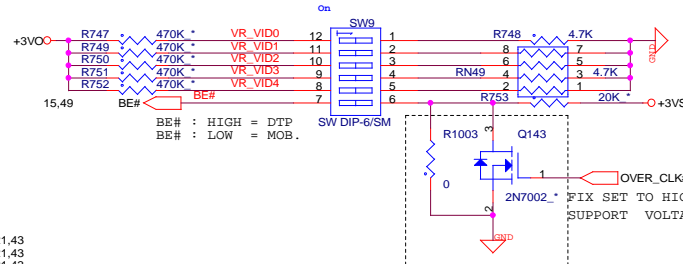 On
SW9
R747 470K_* VR_VID0 12 1 R748 4.7K
+3VO R749 470K_* VR_VID1 11 2 8 7
R750 470K_* VR_VID2 10 3 6 5
R751 470K_* VR_VID3 9 4 RN49 4 3 4.7K
R752 470K_* VR_VID4 8 5 2 1
GND
15,49 BE# BE# 7 6 R753 20K_* +3VS
BE# : HIGH = DTP
BE# : LOW = MOB.
SW DIP-6/SM
R1003
0
3
Q143
1
2
2N7002_*
OVER_CLK
FIX SET TO HIG
SUPPORT VOLTA
GND
1,43
1,43
1,43